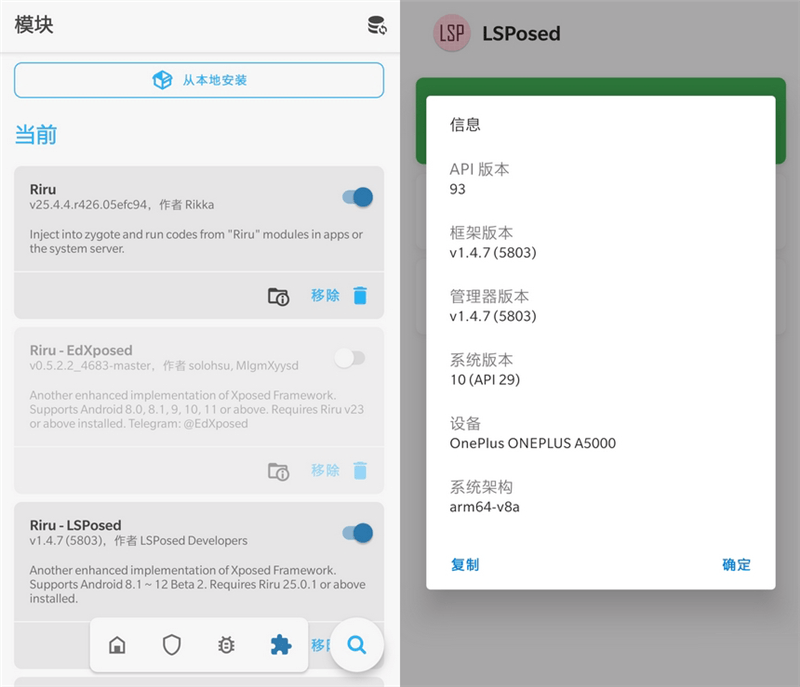 模块
从本地安装
当前
Riru
v25.4.4.r426.05efc94，作者 Rikka
Inject into zygote and run codes from "Riru" modules in apps or
the system server.
移除
Riru - EdXposed
v0.5.2.2_4683-master，作者 solohsu, MlgmXyysd
Another enhanced implementation of Xposed Framework.
Supports Android 8.0, 8.1, 9, 10, 11 or above. Requires Riru v23
or above installed. Telegram: @EdXposed
移除
Riru - LSPosed
v1.4.7 (5803)，作者 LSPosed Developers
Another enhanced implementation of Xposed Framework.
Supports Android 8.1 ~ 12 Beta 2. Requires Riru 25.0.1 or above
installed.
移
LSP
LSPosed
信息
API 版本
93
框架版本
v1.4.7 (5803)
管理器版本
v1.4.7 (5803)
系统版本
10 (API 29)
设备
OnePlus ONEPLUS A5000
系统架构
arm64-v8a
复制
确定